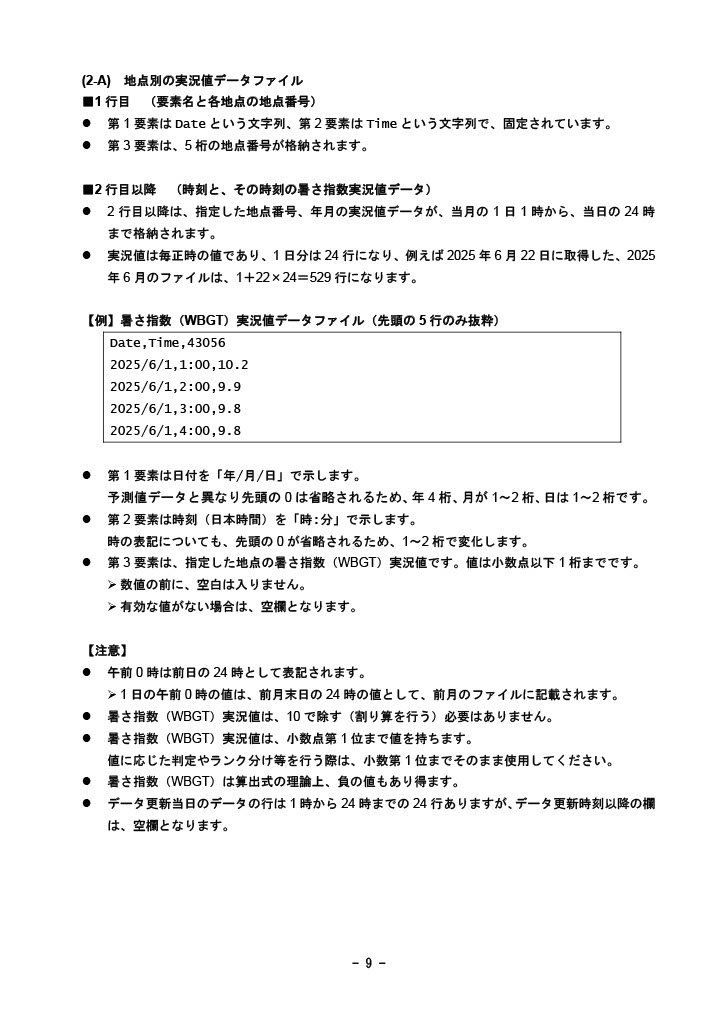 (2-A) 地点別の実況値データファイル
■1 行目 （要素名と各地点の地点番号）
● 第 1 要素は Date という文字列、第 2 要素は Time という文字列で、固定されています。
● 第 3 要素は、5 桁の地点番号が格納されます。
■2 行目以降 （時刻と、その時刻の暑さ指数実況値データ）
● 2 行目以降は、指定した地点番号、年月の実況値データが、当月の 1 日 1 時から、当日の 24 時
まで格納されます。
● 実況値は毎正時の値であり、1 日分は 24 行になり、例えば 2025 年 6 月 22 日に取得した、2025
年 6 月のファイルは、1＋22×24＝529 行になります。
【例】暑さ指数（WBGT）実況値データファイル（先頭の 5 行のみ抜粋）
Date,Time,43056
2025/6/1,1:00,10.2
2025/6/1,2:00,9.9
2025/6/1,3:00,9.8
2025/6/1,4:00,9.8
● 第 1 要素は日付を「年/月/日」で示します。
予測値データと異なり先頭の 0 は省略されるため、年 4 桁、月が 1～2 桁、日は 1～2 桁です。
● 第 2 要素は時刻（日本時間）を「時:分」で示します。
時の表記についても、先頭の 0 が省略されるため、1～2 桁で変化します。
● 第 3 要素は、指定した地点の暑さ指数（WBGT）実況値です。値は小数点以下 1 桁までです。
➢ 数値の前に、空白は入りません。
➢ 有効な値がない場合は、空欄となります。
【注意】
● 午前 0 時は前日の 24 時として表記されます。
➢ 1 日の午前 0 時の値は、前月末日の 24 時の値として、前月のファイルに記載されます。
● 暑さ指数（WBGT）実況値は、10 で除す（割り算を行う）必要はありません。
● 暑さ指数（WBGT）実況値は、小数点第 1 位まで値を持ちます。
値に応じた判定やランク分け等を行う際は、小数第 1 位までそのまま使用してください。
● 暑さ指数（WBGT）は算出式の理論上、負の値もあり得ます。
● データ更新当日のデータの行は 1 時から 24 時までの 24 行ありますが、データ更新時刻以降の欄
は、空欄となります。
- 9 -